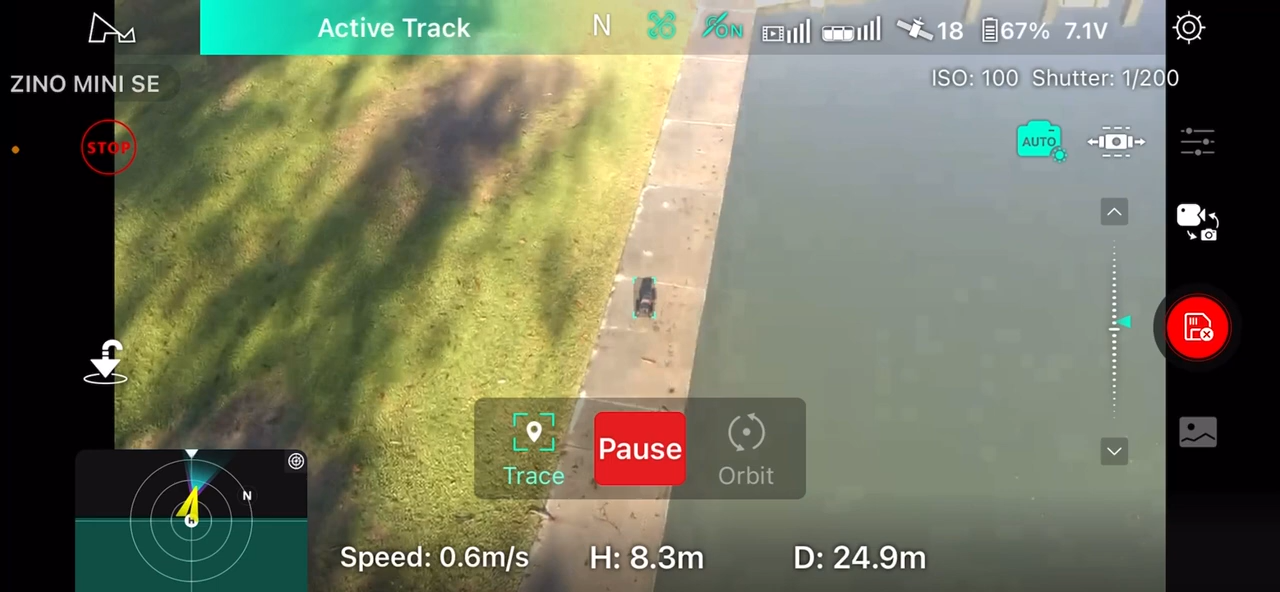 Active Track
N
ON
18
67%
7.1V
ZINO MINI SE
ISO: 100 Shutter: 1/200
STOP
AUTO
Trace
Pause
Orbit
N
H
Speed: 0.6m/s
H: 8.3m
D: 24.9m